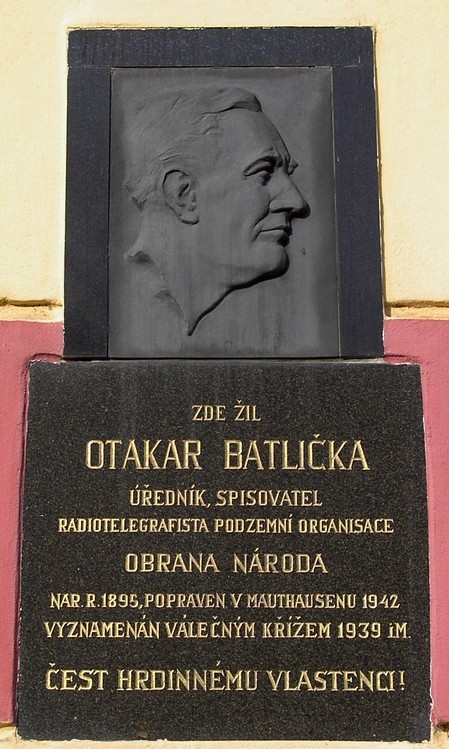 ZDE ŽIL
OTAKAR BATLIČKA
ÚŘEDNÍK, SPISOVATEL
RADIOTELEGRAFISTA PODZEMNÍ ORGANISACE
OBRANA NÁRODA
NAR. R. 1895, POPRAVEN V MAUTHAUSENU 1942
VYZNAMENÁN VÁLEČNÝM KŘÍŽEM 1939 i.M.
ČEST HRDINNÉMU VLASTENCI!